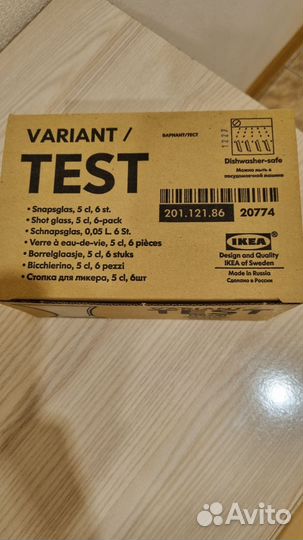 VARIANT /
ВАРИАНТ/ТЕСТ
TEST
• Snapsglas, 5 cl, 6 st.
• Shot glass, 5 cl, 6-pack
• Schnapsglas, 0,05 L. 6 St.
• Verre à eau-de-vie, 5 cl, 6 pièces
• Borrelglaasje, 5 cl, 6 stuks
• Bicchierino, 5 cl, 6 pezzi
• Стопка для ликера, 5 cl, 6шт
Dishwasher-safe
Можно мыть в
посудомоечной машине
201.121.86
20774
IKEA
Design and Quality
IKEA of Sweden
Made in Russia
Сделано в России
TEST
Avito